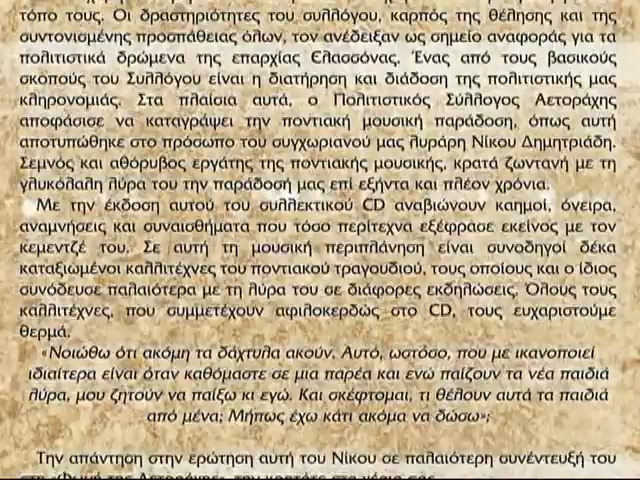 τόπο τους. Οι δραστηριότητες του συλλόγου, καρπός της θέλησης και της
συντονισμένης προσπάθειας όλων, τον ανέδειξαν ως σημείο αναφοράς για τα
πολιτιστικά δρώμενα της επαρχίας Ελασσόνας. Ένας από τους βασικούς
σκοπούς του Συλλόγου είναι η διατήρηση και διάδοση της πολιτιστικής μας
κληρονομιάς. Στα πλαίσια αυτά, ο Πολιτιστικός Σύλλογος Αετοράχης
αποφάσισε να καταγράψει την ποντιακή μουσική παράδοση, όπως αυτή
αποτυπώθηκε στο πρόσωπο του συγχωριανού μας λυράρη Νίκου Δημητριάδη.
Σεμνός και αθόρυβος εργάτης της ποντιακής μουσικής, κρατά ζωντανή με τη
γλυκόλαλη λύρα του την παράδοσή μας επί εξήντα και πλέον χρόνια.
Με την έκδοση αυτού του συλλεκτικού CD αναβιώνουν καημοί, όνειρα,
αναμνήσεις και συναισθήματα που τόσο περίτεχνα εξέφρασε εκείνος με τον
κεμεντζέ του. Σε αυτή τη μουσική περιπλάνηση είναι συνοδηγοί δέκα
καταξιωμένοι καλλιτέχνες του ποντιακού τραγουδιού, τους οποίους και ο ίδιος
συνόδευσε παλαιότερα με τη λύρα του σε διάφορες εκδηλώσεις. Όλους τους
καλλιτέχνες, που συμμετέχουν αφιλοκερδώς στο CD, τους ευχαριστούμε
θερμά.
«Νοιώθω ότι ακόμη τα δάχτυλα ακούν. Αυτό, ωστόσο, που με ικανοποιεί
ιδιαίτερα είναι όταν καθόμαστε σε μια παρέα και ενώ παίζουν τα νέα παιδιά
λύρα, μου ζητούν να παίξω κι εγώ. Και σκέφτομαι, τι θέλουν αυτά τα παιδιά
από μένα; Μήπως έχω κάτι ακόμα να δώσω»;
Την απάντηση στην ερώτηση αυτή του Νίκου σε παλαιότερη συνέντευξή του
στη «Φωνή της Αετοράχης», την κρατάτε στα χέρια σας.